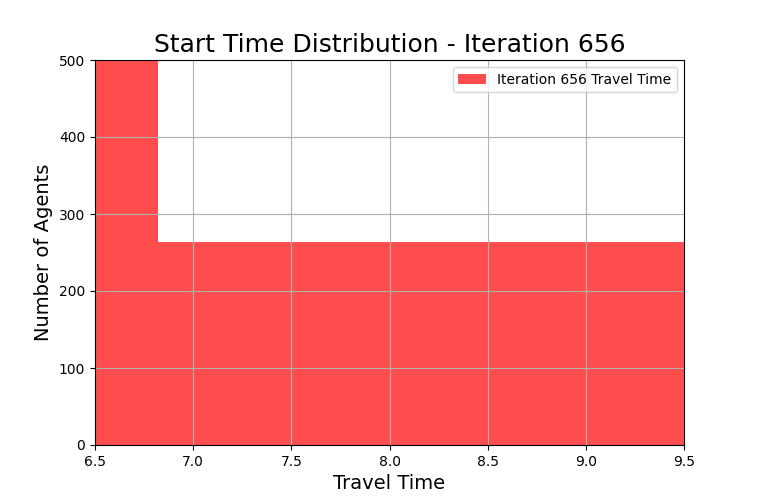 Start Time Distribution - Iteration 656
Iteration 656 Travel Time
500
400
300
200
100
0
Number of Agents
6.5 7.0 7.5 8.0 8.5 9.0 9.5
Travel Time